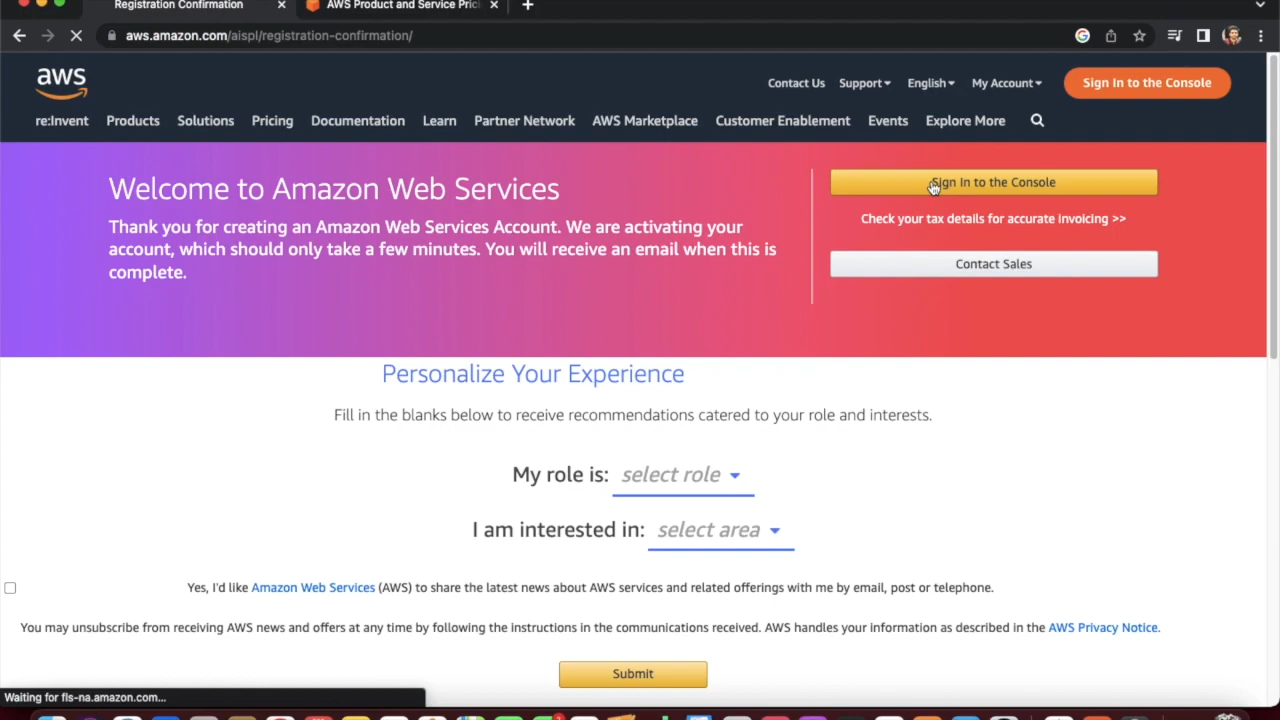 Registration Confirmation
AWS Product and Service Pric
aws.amazon.com/aispl/registration-confirmation/
aws
Contact Us Support English My Account Sign In to the Console
re:Invent Products Solutions Pricing Documentation Learn Partner Network AWS Marketplace Customer Enablement Events Explore More
Welcome to Amazon Web Services
Thank you for creating an Amazon Web Services Account. We are activating your
account, which should only take a few minutes. You will receive an email when this is
complete.
Sign In to the Console
Check your tax details for accurate invoicing >>
Contact Sales
Personalize Your Experience
Fill in the blanks below to receive recommendations catered to your role and interests.
My role is: select role
I am interested in: select area
Yes, I'd like Amazon Web Services (AWS) to share the latest news about AWS services and related offerings with me by email, post or telephone.
You may unsubscribe from receiving AWS news and offers at any time by following the instructions in the communications received. AWS handles your information as described in the AWS Privacy Notice.
Submit
Waiting for fls-na.amazon.com...